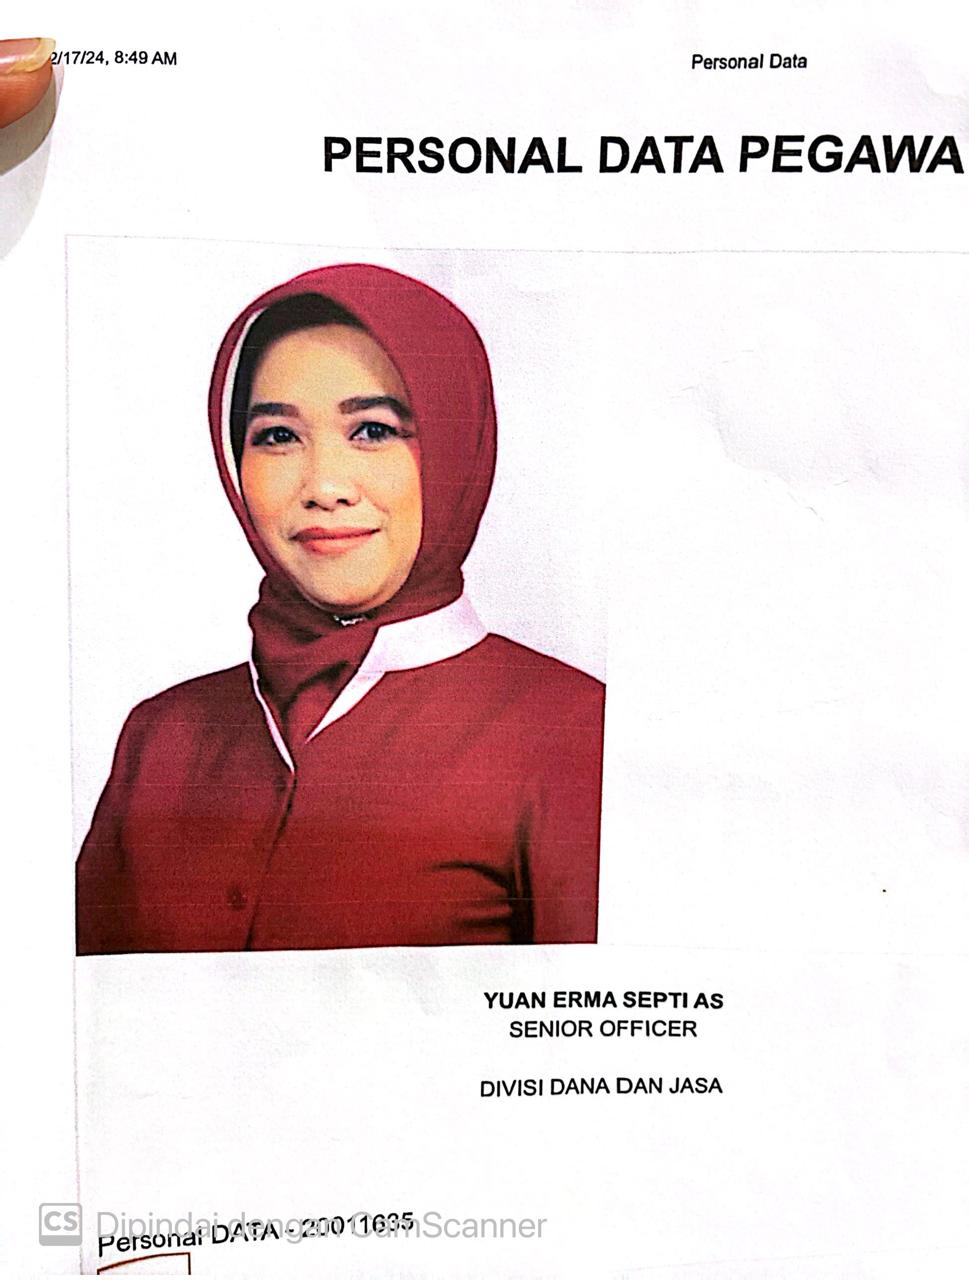 2/17/24, 8:49 AM
Personal Data
PERSONAL DATA PEGAWA
YUAN ERMA SEPTI AS
SENIOR OFFICER
DIVISI DANA DAN JASA
Personal DATA - 20011635
CS Dipindai dengan CamScanner